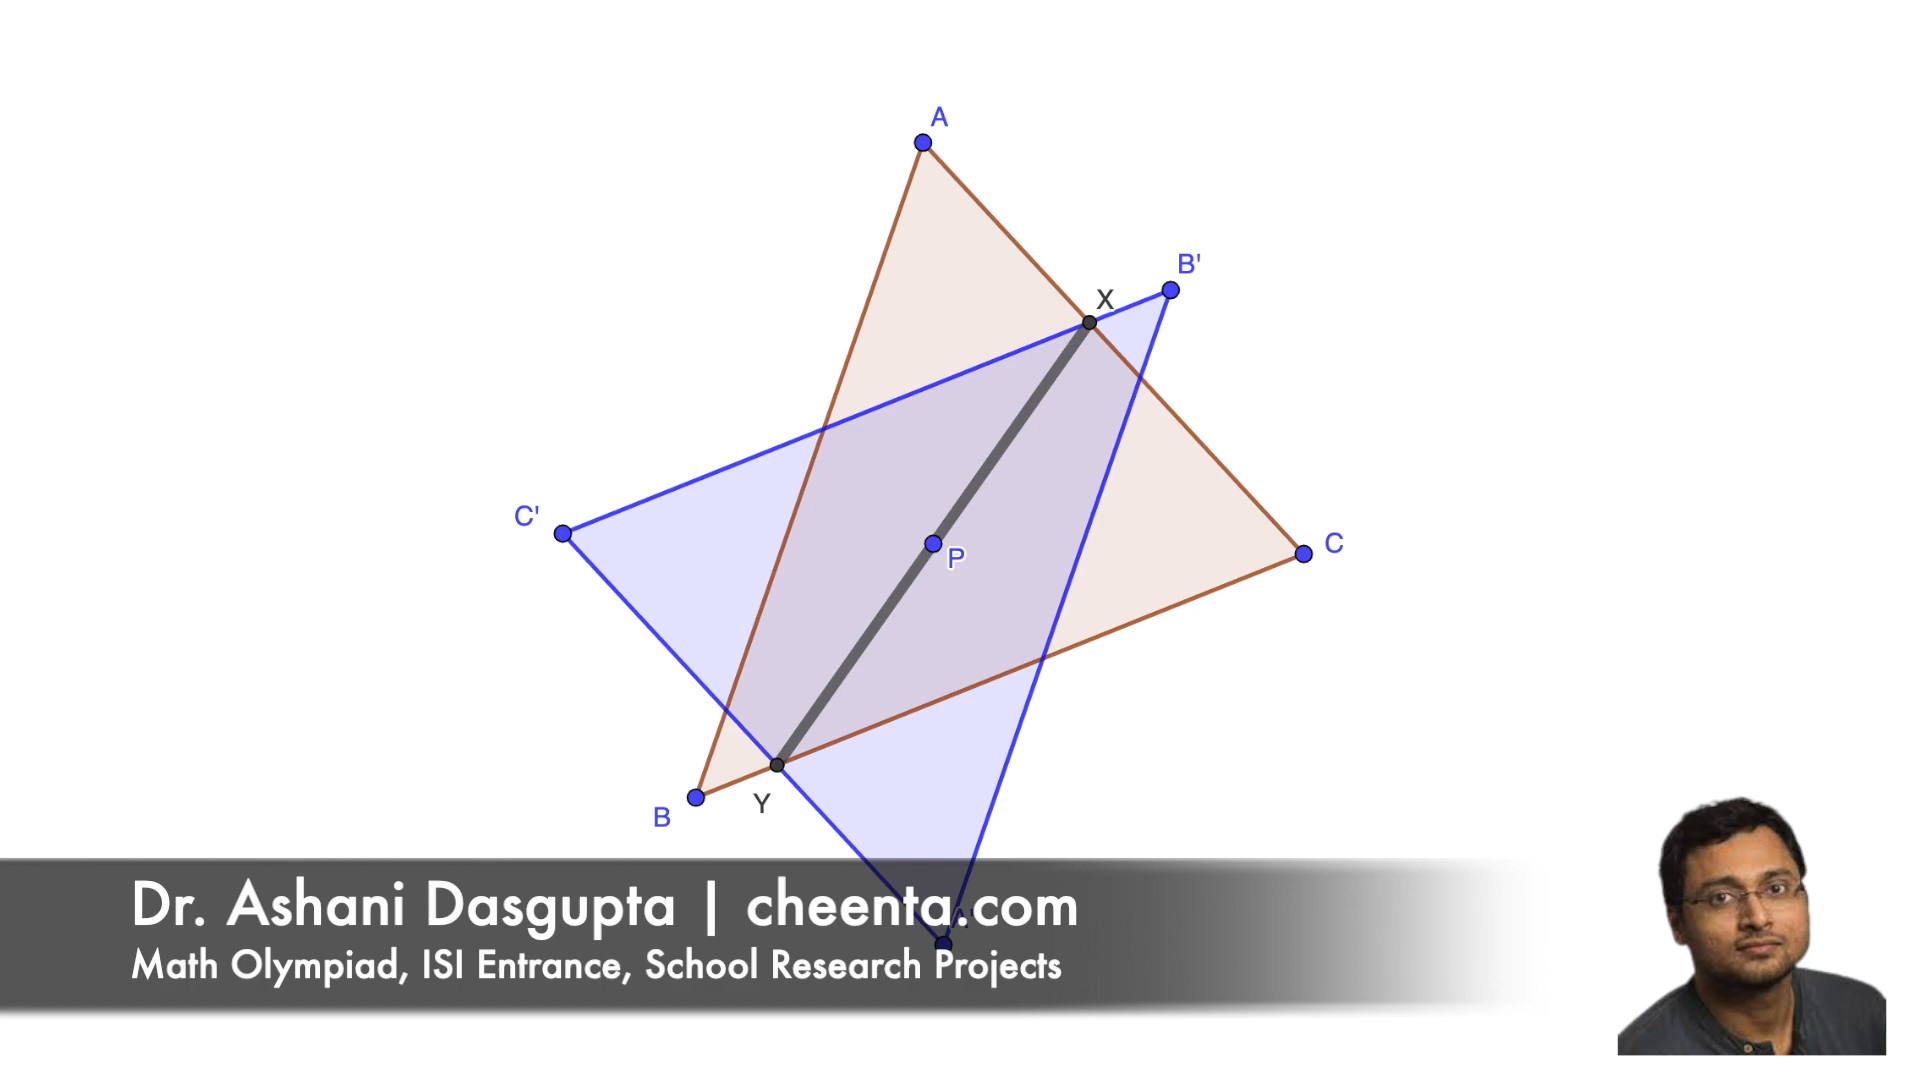 A
B'
X
C'
C
P
B
Y
A'
Dr. Ashani Dasgupta | cheenta.com
Math Olympiad, ISI Entrance, School Research Projects